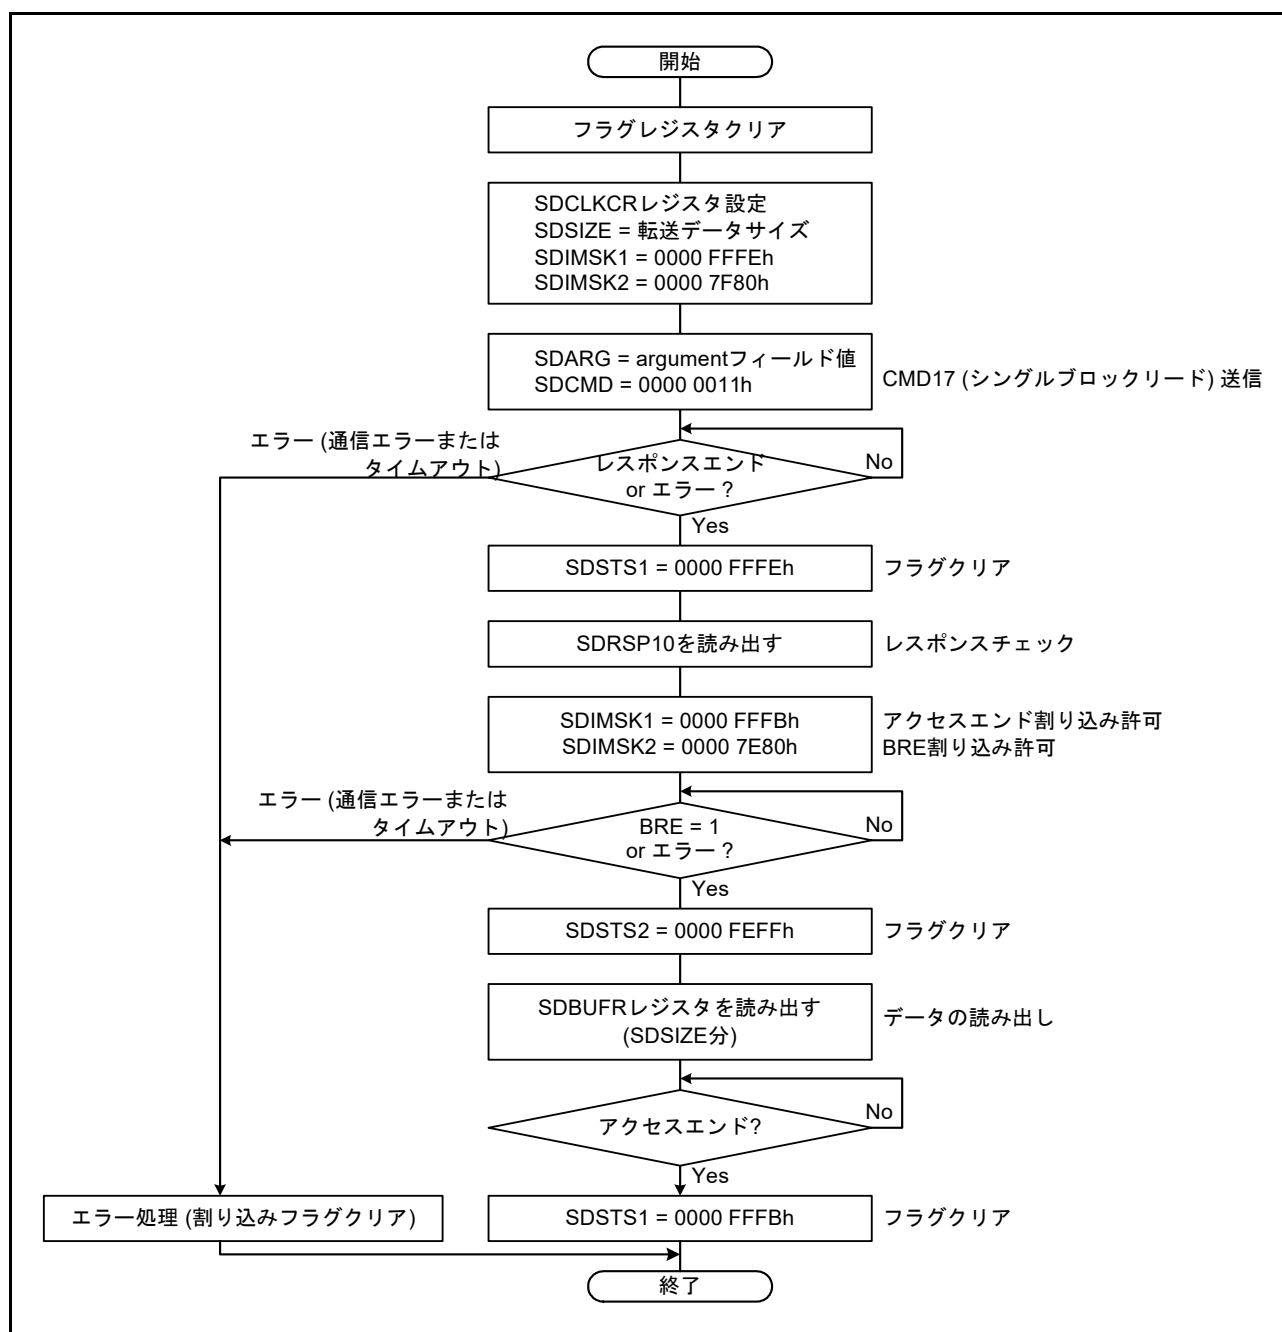 開始
フラグレジスタクリア
SDCLKCRレジスタ設定
SDSIZE = 転送データサイズ
SDIMSK1 = 0000 FFFEh
SDIMSK2 = 0000 7F80h
SDARG = argumentフィールド値
SDCMD = 0000 0011h
CMD17 (シングルブロックリード) 送信
エラー (通信エラーまたは
タイムアウト)
レスポンスエンド
or エラー ?
No
Yes
SDSTS1 = 0000 FFFEh
フラグクリア
SDRSP10を読み出す
レスポンスチェック
SDIMSK1 = 0000 FFFBh
SDIMSK2 = 0000 7E80h
アクセスエンド割り込み許可
BRE割り込み許可
エラー (通信エラーまたは
タイムアウト)
BRE = 1
or エラー ?
No
Yes
SDSTS2 = 0000 FEFFh
フラグクリア
SDBUFRレジスタを読み出す
(SDSIZE分)
データの読み出し
アクセスエンド?
No
Yes
エラー処理 (割り込みフラグクリア)
SDSTS1 = 0000 FFFBh
フラグクリア
終了